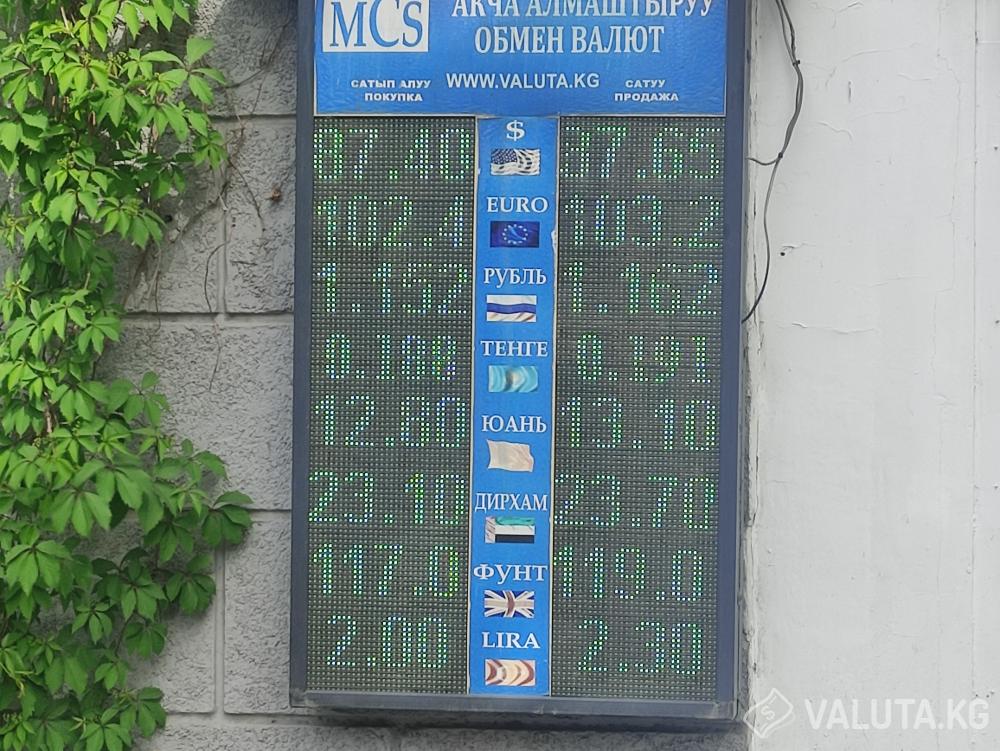 MCS
АКЧА АЛМАШТЫРУУ
ОБМЕН ВАЛЮТ
САТЫП АЛУУ
ПОКУПКА
WWW.VALUTA.KG
САТУУ
ПРОДАЖА
87.40 $ 87.65
102.4 EURO 103.2
1.152 РУБЛЬ 1.162
0.188 ТЕНГЕ 0.191
12.80 ЮАНЬ 13.10
23.10 ДИРХАМ 23.70
117.0 ФУНТ 119.0
2.00 LIRA 2.30
VALUTA.KG